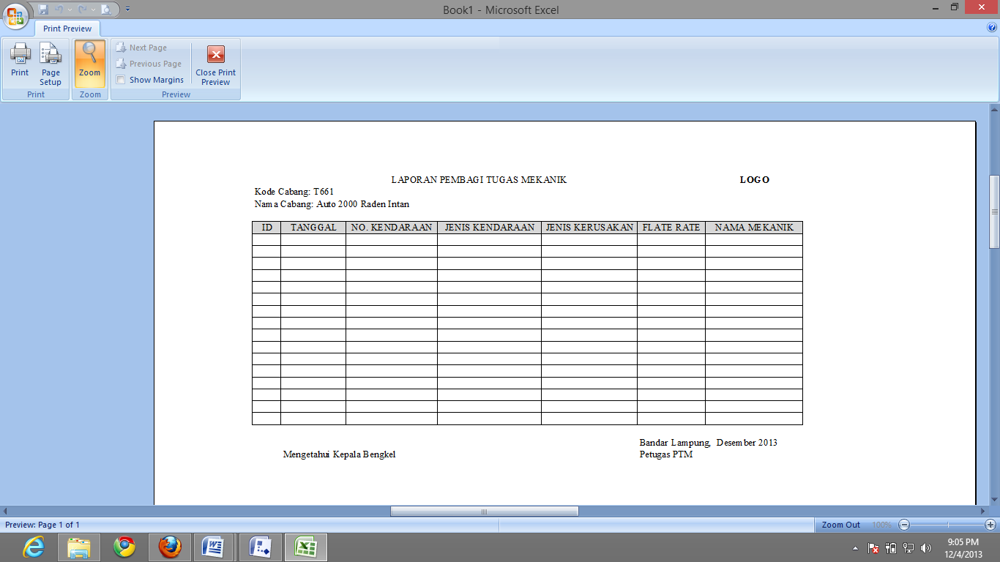 Book1 - Microsoft Excel
Print Preview
Print
Page Setup
Zoom
Next Page
Previous Page
Show Margins
Close Print Preview
Print
Zoom
Preview
LAPORAN PEMBAGI TUGAS MEKANIK
LOGO
Kode Cabang: T661
Nama Cabang: Auto 2000 Raden Intan
ID TANGGAL NO. KENDARAAN JENIS KENDARAAN JENIS KERUSAKAN FLATE RATE NAMA MEKANIK
Bandar Lampung, Desember 2013
Mengetahui Kepala Bengkel
Petugas PTM
Preview: Page 1 of 1
Zoom Out 100%
9:05 PM
12/4/2013